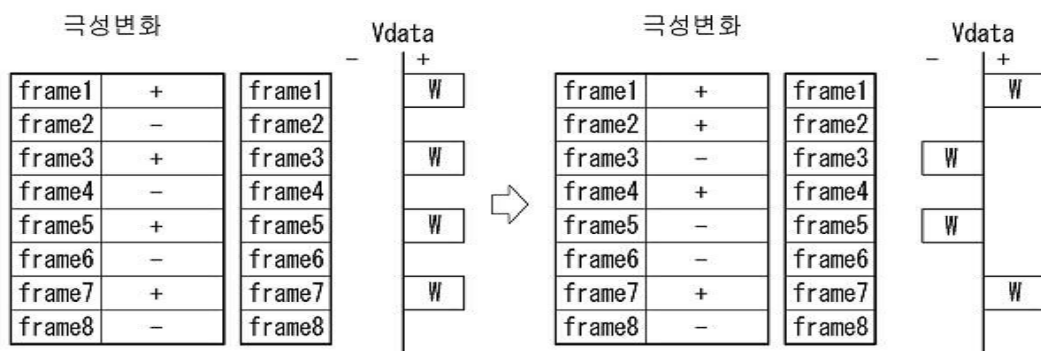 극성변화 Vdata 극성변화 Vdata
- + - +
frame1 + frame1 W frame1 + frame1 W
frame2 - frame2 frame2 + frame2
frame3 + frame3 W frame3 - frame3 W
frame4 - frame4 frame4 + frame4
frame5 + frame5 W frame5 - frame5 W
frame6 - frame6 frame6 - frame6
frame7 + frame7 W frame7 + frame7 W
frame8 - frame8 frame8 - frame8